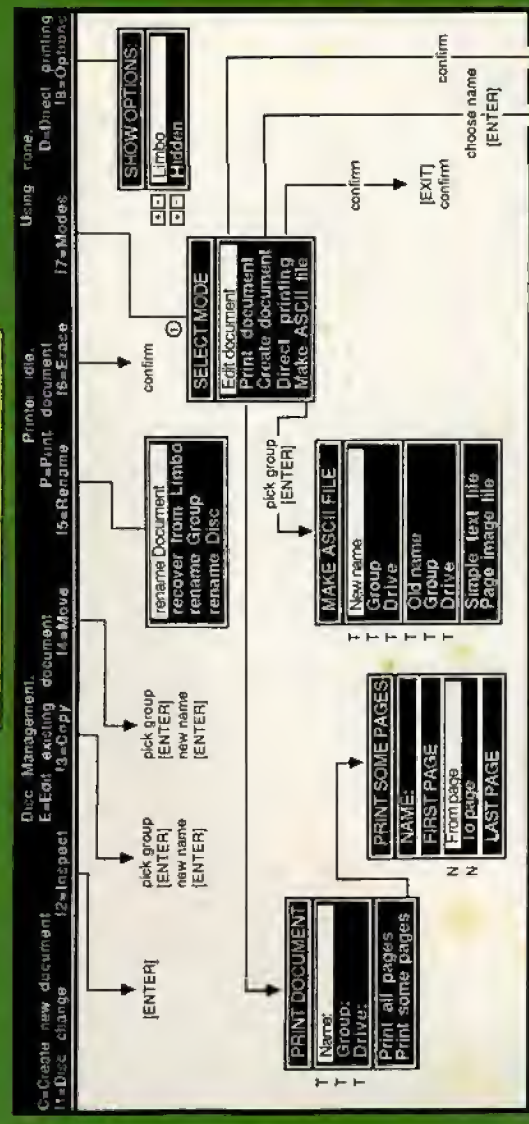 Disc Management. Printer idle. Using none.
C=Create new document E=Edit existing document P=Print document D=Direct printing
f1=Disc change f2=Inspect f3=Copy f4=Move f5=Rename f6=Erase f7=Modes f8=Options
[ENTER]
pick group
[ENTER]
new name
[ENTER]
pick group
[ENTER]
new name
[ENTER]
rename Document
recover from Limbo
rename Group
rename Disc
confirm
1
SHOW OPTIONS:
+ - Limbo
+ - Hidden
SELECT MODE
Edit document
Print document
Create document
Direct printing
Make ASCII file
confirm
choose name
[ENTER]
confirm
[EXIT]
confirm
pick group
[ENTER]
PRINT DOCUMENT
T Name:
T Group:
T Drive:
Print all pages
Print some pages
PRINT SOME PAGES:
NAME:
FIRST PAGE
N From page
N To page
LAST PAGE
MAKE ASCII FILE
T New name
T Group
T Drive
T Old name
T Group
T Drive
Simple text file
Page image file